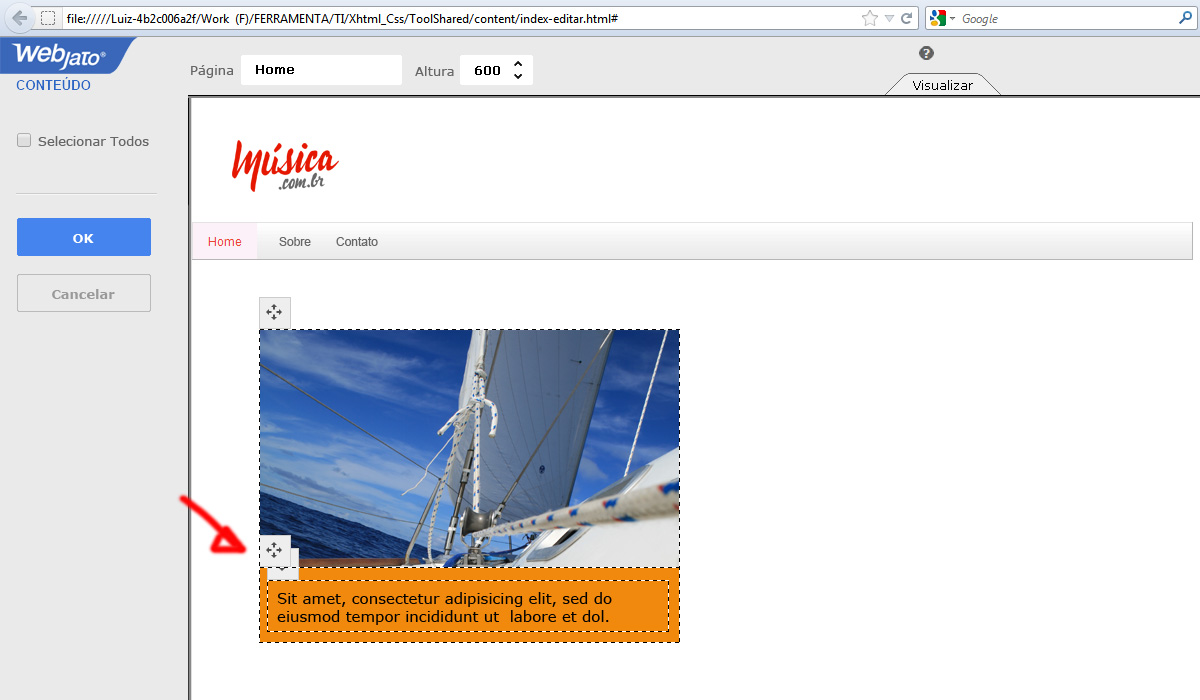 file://///Luiz-4b2c006a2f/Work (F)/FERRAMENTA/TI/Xhtml_Css/ToolShared/content/index-editar.html#
Google
WebJato®
CONTEÚDO
Página
Home
Altura
600
?
Visualizar
Selecionar Todos
OK
Cancelar
Música
.com.br
Home
Sobre
Contato
Sit amet, consectetur adipisicing elit, sed do
eiusmod tempor incididunt ut labore et dol.